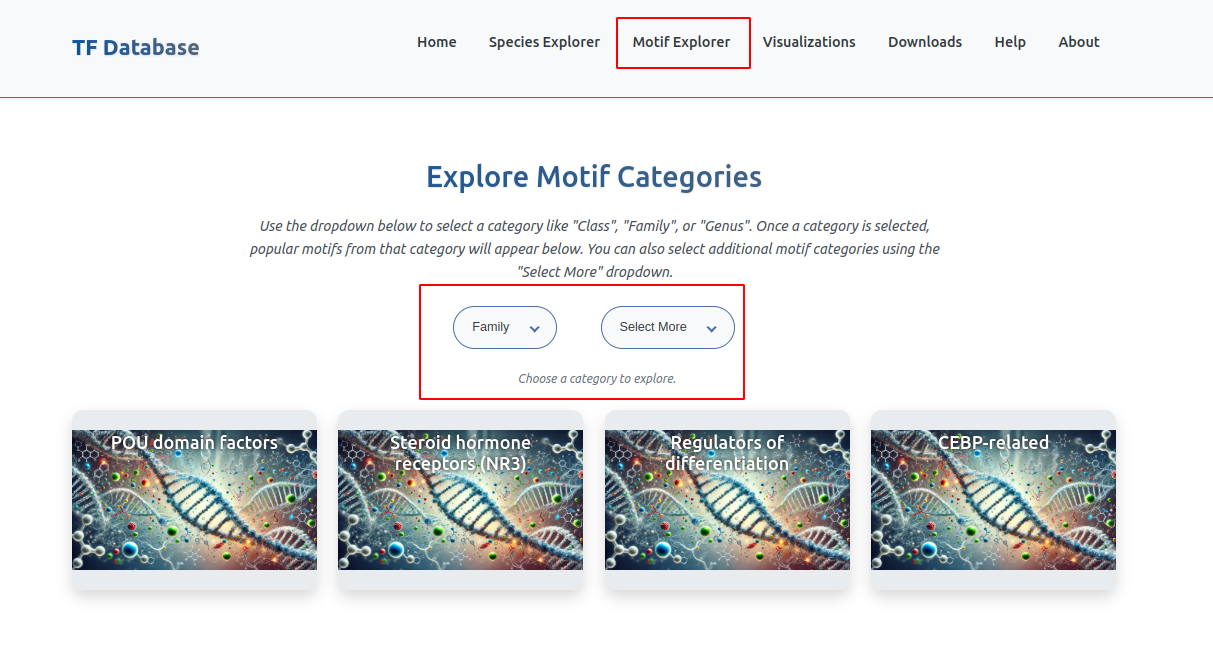 TF Database
Home Species Explorer Motif Explorer Visualizations Downloads Help About
Explore Motif Categories
Use the dropdown below to select a category like "Class", "Family", or "Genus". Once a category is selected,
popular motifs from that category will appear below. You can also select additional motif categories using the
"Select More" dropdown.
Family Select More
Choose a category to explore.
POU domain factors
Steroid hormone
receptors (NR3)
Regulators of
differentiation
CEBP-related